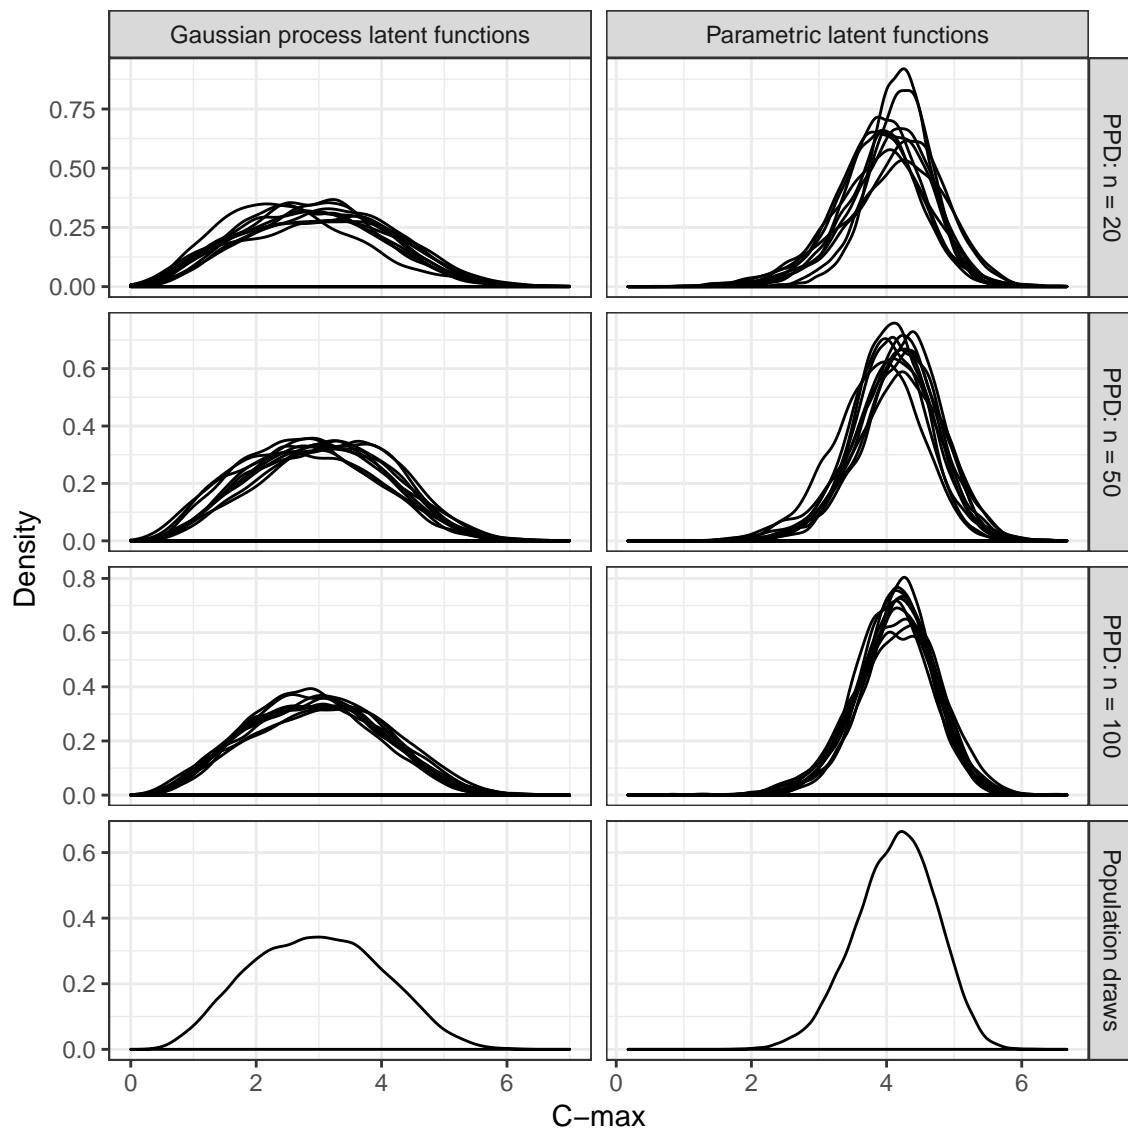 Gaussian process latent functions
Parametric latent functions
0.75
0.50
0.25
0.00
PPD: n = 20
0.6
0.4
0.2
0.0
PPD: n = 50
0.8
0.6
0.4
0.2
0.0
PPD: n = 100
0.6
0.4
0.2
0.0
Population draws
Density
0 2 4 6
0 2 4 6
C−max